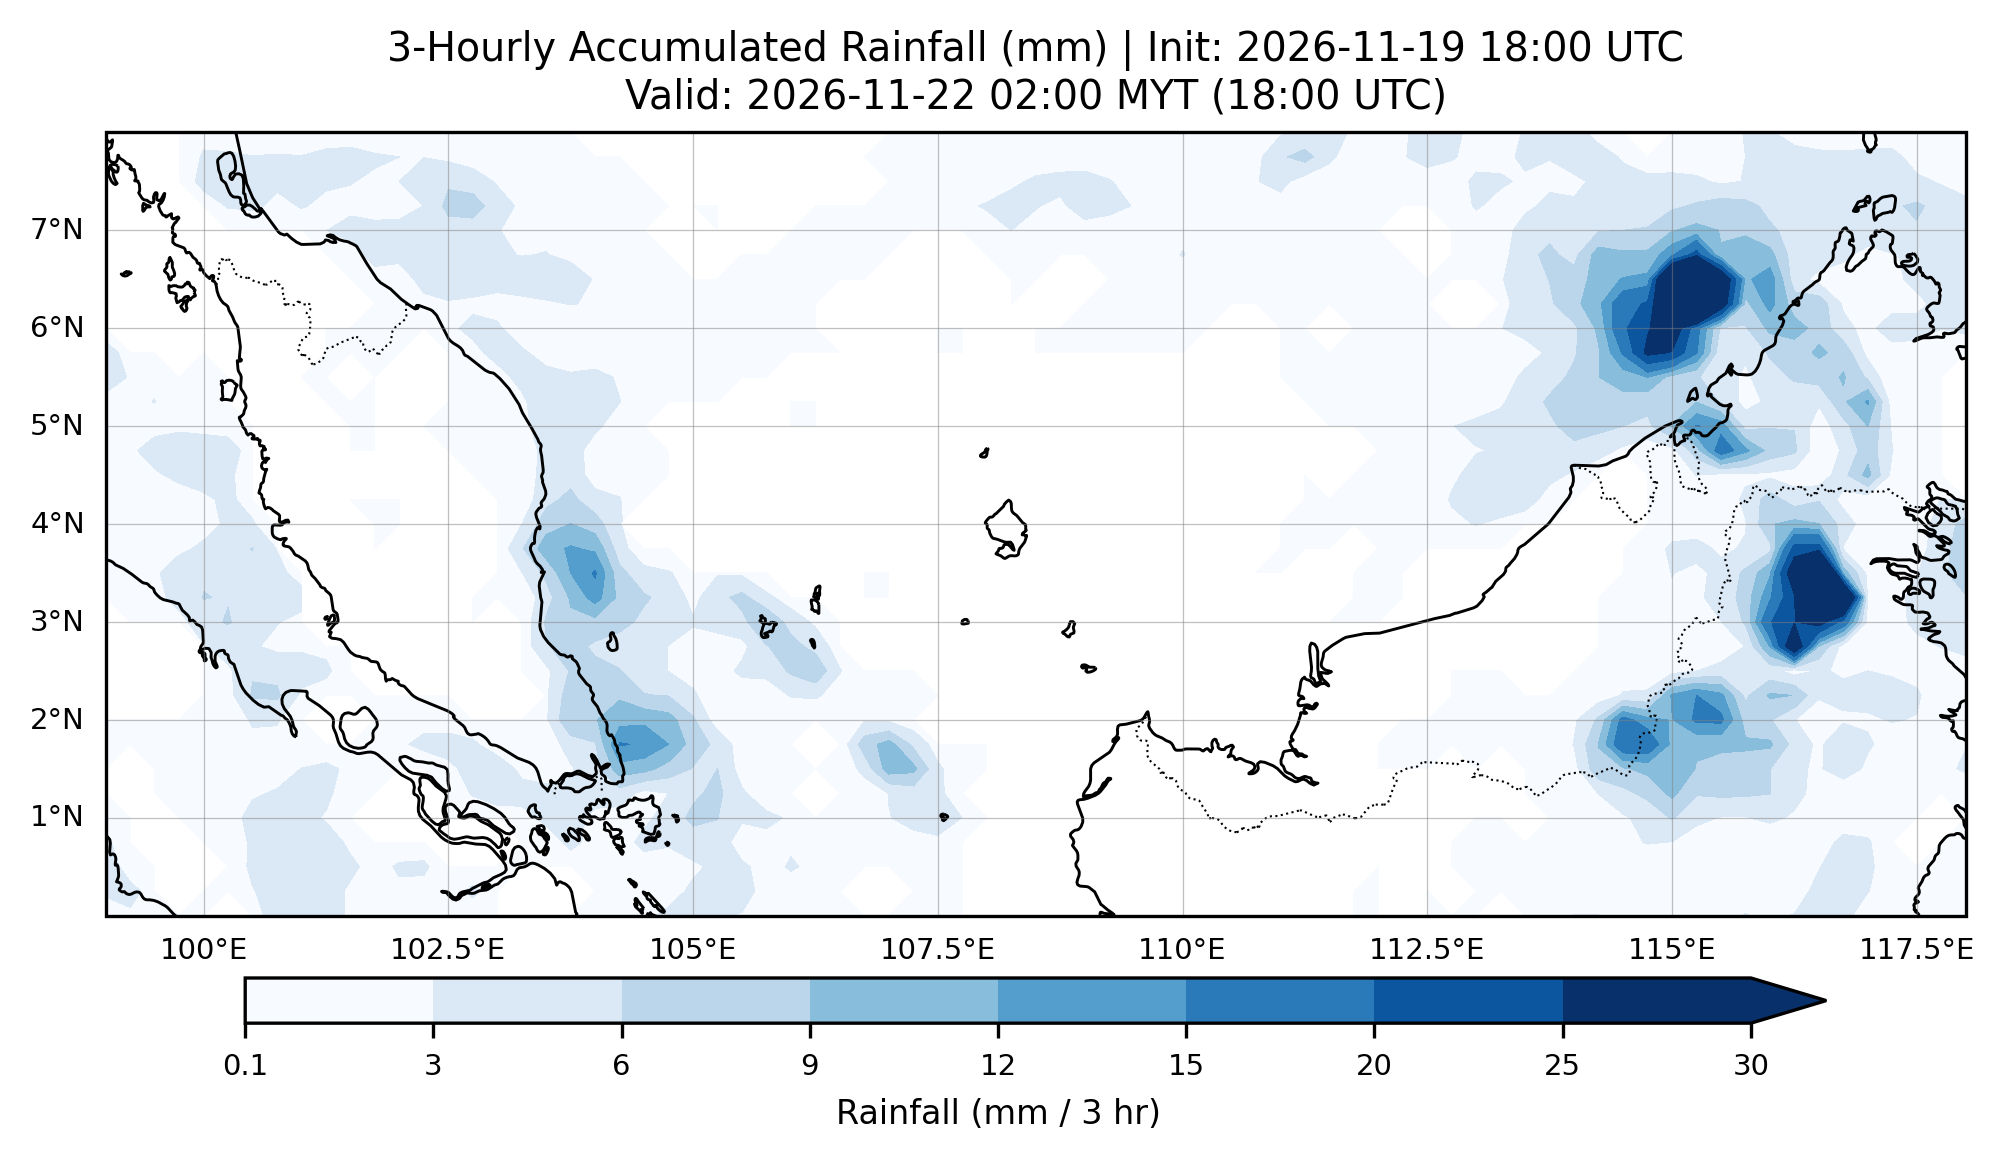 3-Hourly Accumulated Rainfall (mm) | Init: 2026-11-19 18:00 UTC
Valid: 2026-11-22 02:00 MYT (18:00 UTC)
7°N
6°N
5°N
4°N
3°N
2°N
1°N
100°E 102.5°E 105°E 107.5°E 110°E 112.5°E 115°E 117.5°E
0.1 3 6 9 12 15 20 25 30
Rainfall (mm / 3 hr)